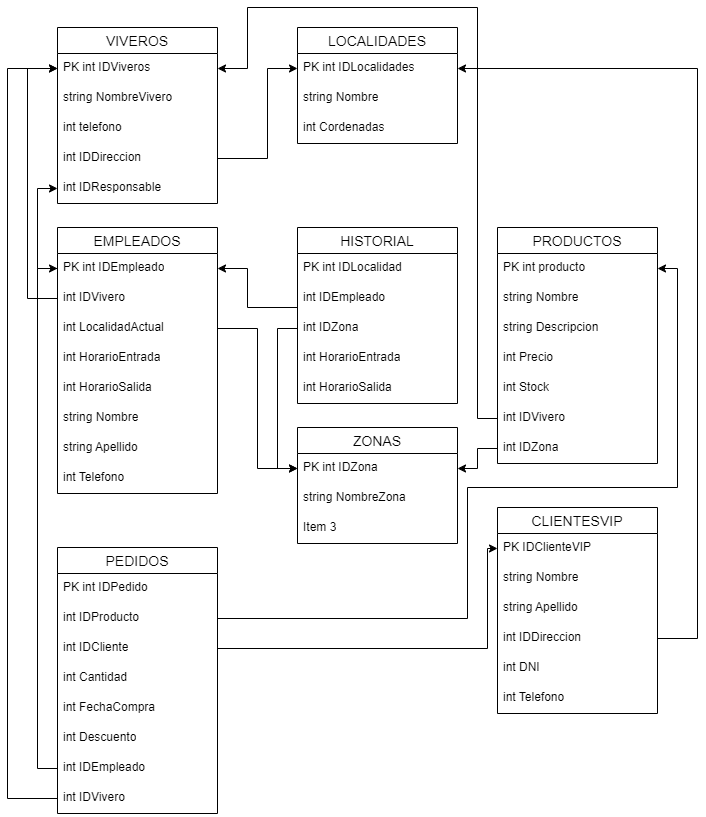 VIVEROS
PK int IDViveros
string NombreVivero
int telefono
int IDDireccion
int IDResponsable
LOCALIDADES
PK int IDLocalidades
string Nombre
int Cordenadas
EMPLEADOS
PK int IDEmpleado
int IDVivero
int LocalidadActual
int HorarioEntrada
int HorarioSalida
string Nombre
string Apellido
int Telefono
HISTORIAL
PK int IDLocalidad
int IDEmpleado
int IDZona
int HorarioEntrada
int HorarioSalida
PRODUCTOS
PK int producto
string Nombre
string Descripcion
int Precio
int Stock
int IDVivero
int IDZona
ZONAS
PK int IDZona
string NombreZona
Item 3
CLIENTESVIP
PK IDClienteVIP
string Nombre
string Apellido
int IDDireccion
int DNI
int Telefono
PEDIDOS
PK int IDPedido
int IDProducto
int IDCliente
int Cantidad
int FechaCompra
int Descuento
int IDEmpleado
int IDVivero